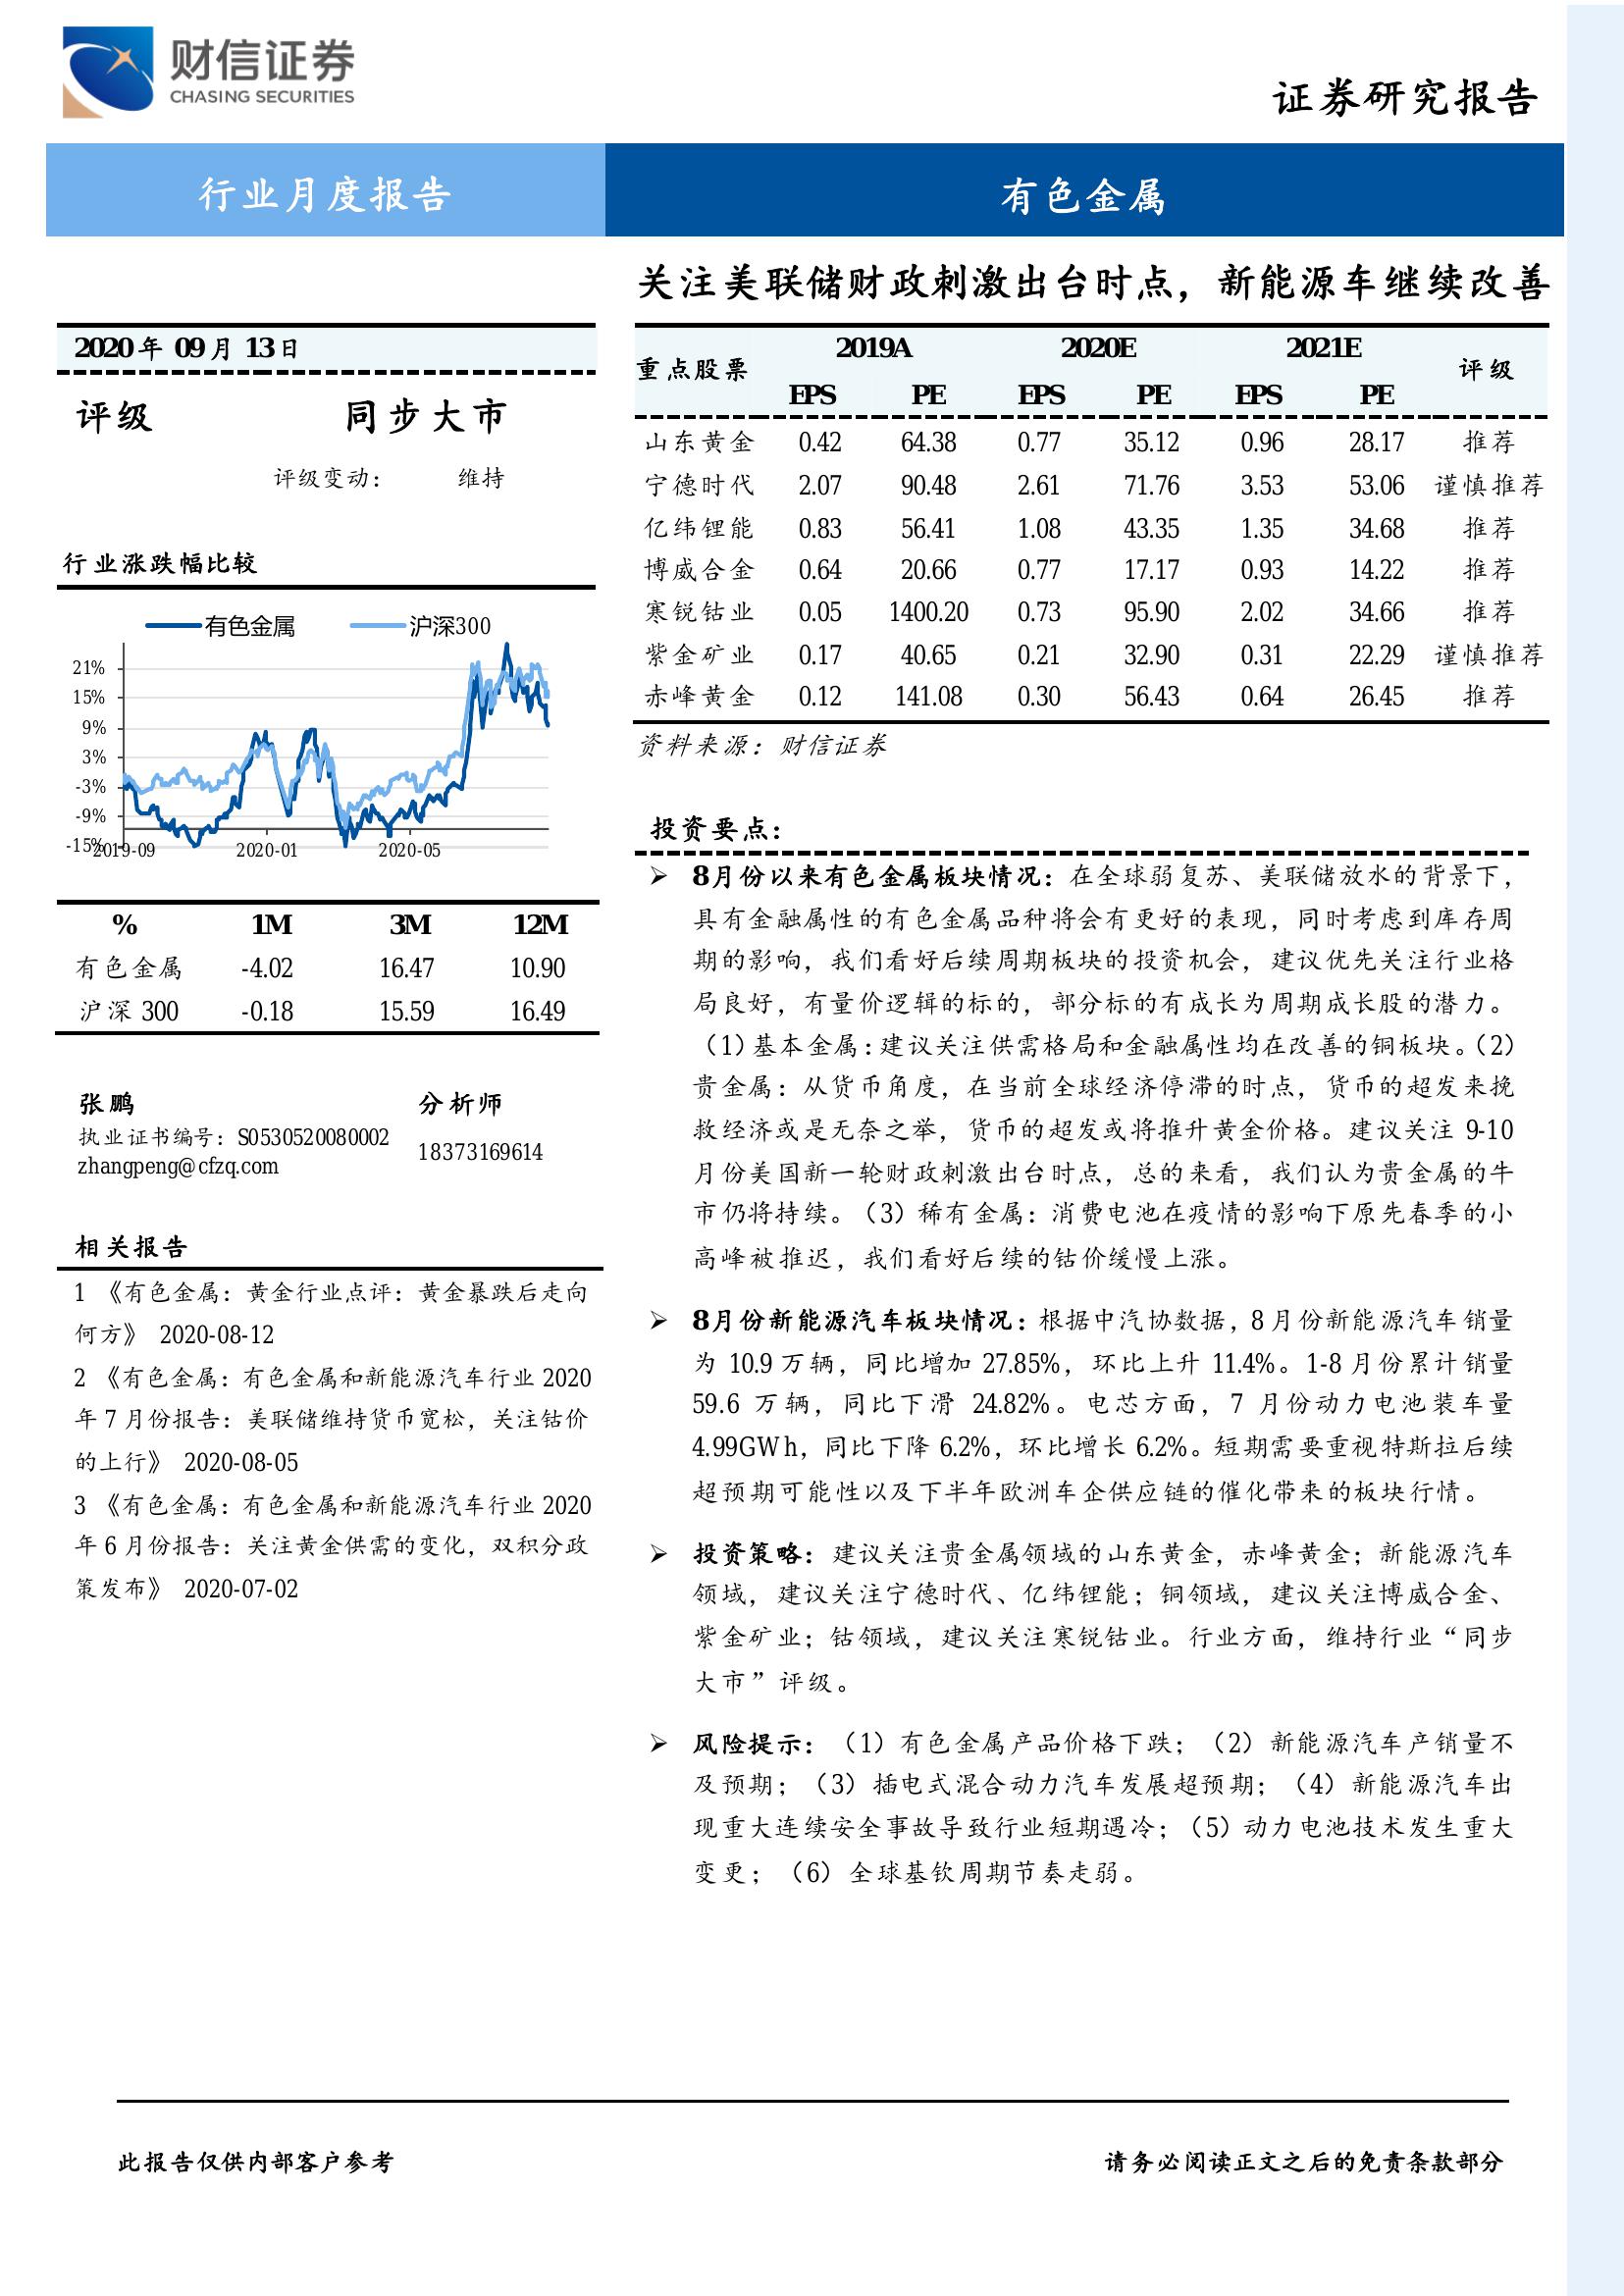 财信证券
CHASING SECURITIES
证券研究报告
行业月度报告
有色金属
关注美联储财政刺激出台时点，新能源车继续改善
2020年 09月 13日
评级 同步大市
评级变动： 维持
行业涨跌幅比较
有色金属 沪深300
21%
15%
9%
3%
-3%
-9%
-15%
2019-09 2020-01 2020-05
% 1M 3M 12M
有色金属 -4.02 16.47 10.90
沪深 300 -0.18 15.59 16.49
张鹏 分析师
执业证书编号：S0530520080002
zhangpeng@cfzq.com
18373169614
相关报告
1 《有色金属：黄金行业点评：黄金暴跌后走向
何方》 2020-08-12
2 《有色金属：有色金属和新能源汽车行业 2020
年 7 月份报告：美联储维持货币宽松，关注钴价
的上行》 2020-08-05
3 《有色金属：有色金属和新能源汽车行业 2020
年 6 月份报告：关注黄金供需的变化，双积分政
策发布》 2020-07-02
重点股票 2019A 2020E 2021E 评级
EPS PE EPS PE EPS PE
山东黄金 0.42 64.38 0.77 35.12 0.96 28.17 推荐
宁德时代 2.07 90.48 2.61 71.76 3.53 53.06 谨慎推荐
亿纬锂能 0.83 56.41 1.08 43.35 1.35 34.68 推荐
博威合金 0.64 20.66 0.77 17.17 0.93 14.22 推荐
寒锐钴业 0.05 1400.20 0.73 95.90 2.02 34.66 推荐
紫金矿业 0.17 40.65 0.21 32.90 0.31 22.29 谨慎推荐
赤峰黄金 0.12 141.08 0.30 56.43 0.64 26.45 推荐
资料来源：财信证券
投资要点：
➢ 8月份以来有色金属板块情况：在全球弱复苏、美联储放水的背景下，
具有金融属性的有色金属品种将会有更好的表现，同时考虑到库存周
期的影响，我们看好后续周期板块的投资机会，建议优先关注行业格
局良好，有量价逻辑的标的，部分标的有成长为周期成长股的潜力。
（1）基本金属：建议关注供需格局和金融属性均在改善的铜板块。（2）
贵金属：从货币角度，在当前全球经济停滞的时点，货币的超发来挽
救经济或是无奈之举，货币的超发或将推升黄金价格。建议关注 9-10
月份美国新一轮财政刺激出台时点，总的来看，我们认为贵金属的牛
市仍将持续。（3）稀有金属：消费电池在疫情的影响下原先春季的小
高峰被推迟，我们看好后续的钴价缓慢上涨。
➢ 8月份新能源汽车板块情况：根据中汽协数据，8 月份新能源汽车销量
为 10.9 万辆，同比增加 27.85%，环比上升 11.4%。1-8 月份累计销量
59.6 万辆，同比下滑 24.82%。电芯方面，7 月份动力电池装车量
4.99GWh，同比下降 6.2%，环比增长 6.2%。短期需要重视特斯拉后续
超预期可能性以及下半年欧洲车企供应链的催化带来的板块行情。
➢ 投资策略：建议关注贵金属领域的山东黄金，赤峰黄金；新能源汽车
领域，建议关注宁德时代、亿纬锂能；铜领域，建议关注博威合金、
紫金矿业；钴领域，建议关注寒锐钴业。行业方面，维持行业“同步
大市”评级。
➢ 风险提示：（1）有色金属产品价格下跌；（2）新能源汽车产销量不
及预期；（3）插电式混合动力汽车发展超预期；（4）新能源汽车出
现重大连续安全事故导致行业短期遇冷；（5）动力电池技术发生重大
变更；（6）全球基钦周期节奏走弱。
此报告仅供内部客户参考
请务必阅读正文之后的免责条款部分